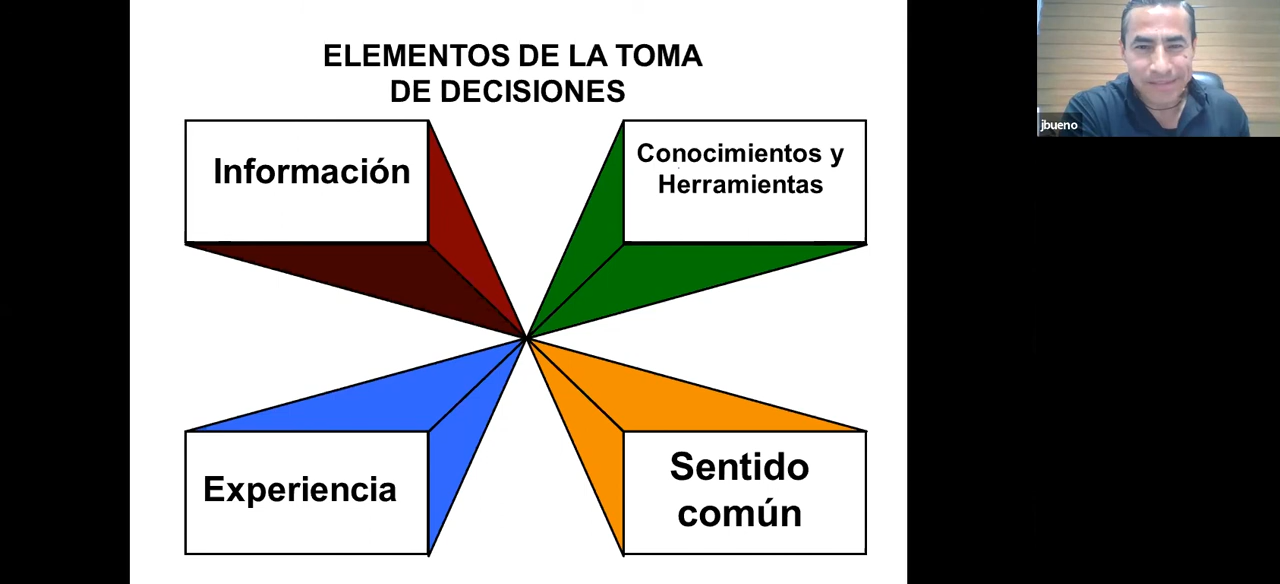 ELEMENTOS DE LA TOMA
DE DECISIONES
Información
Conocimientos y
Herramientas
Experiencia
Sentido
común
jbueno